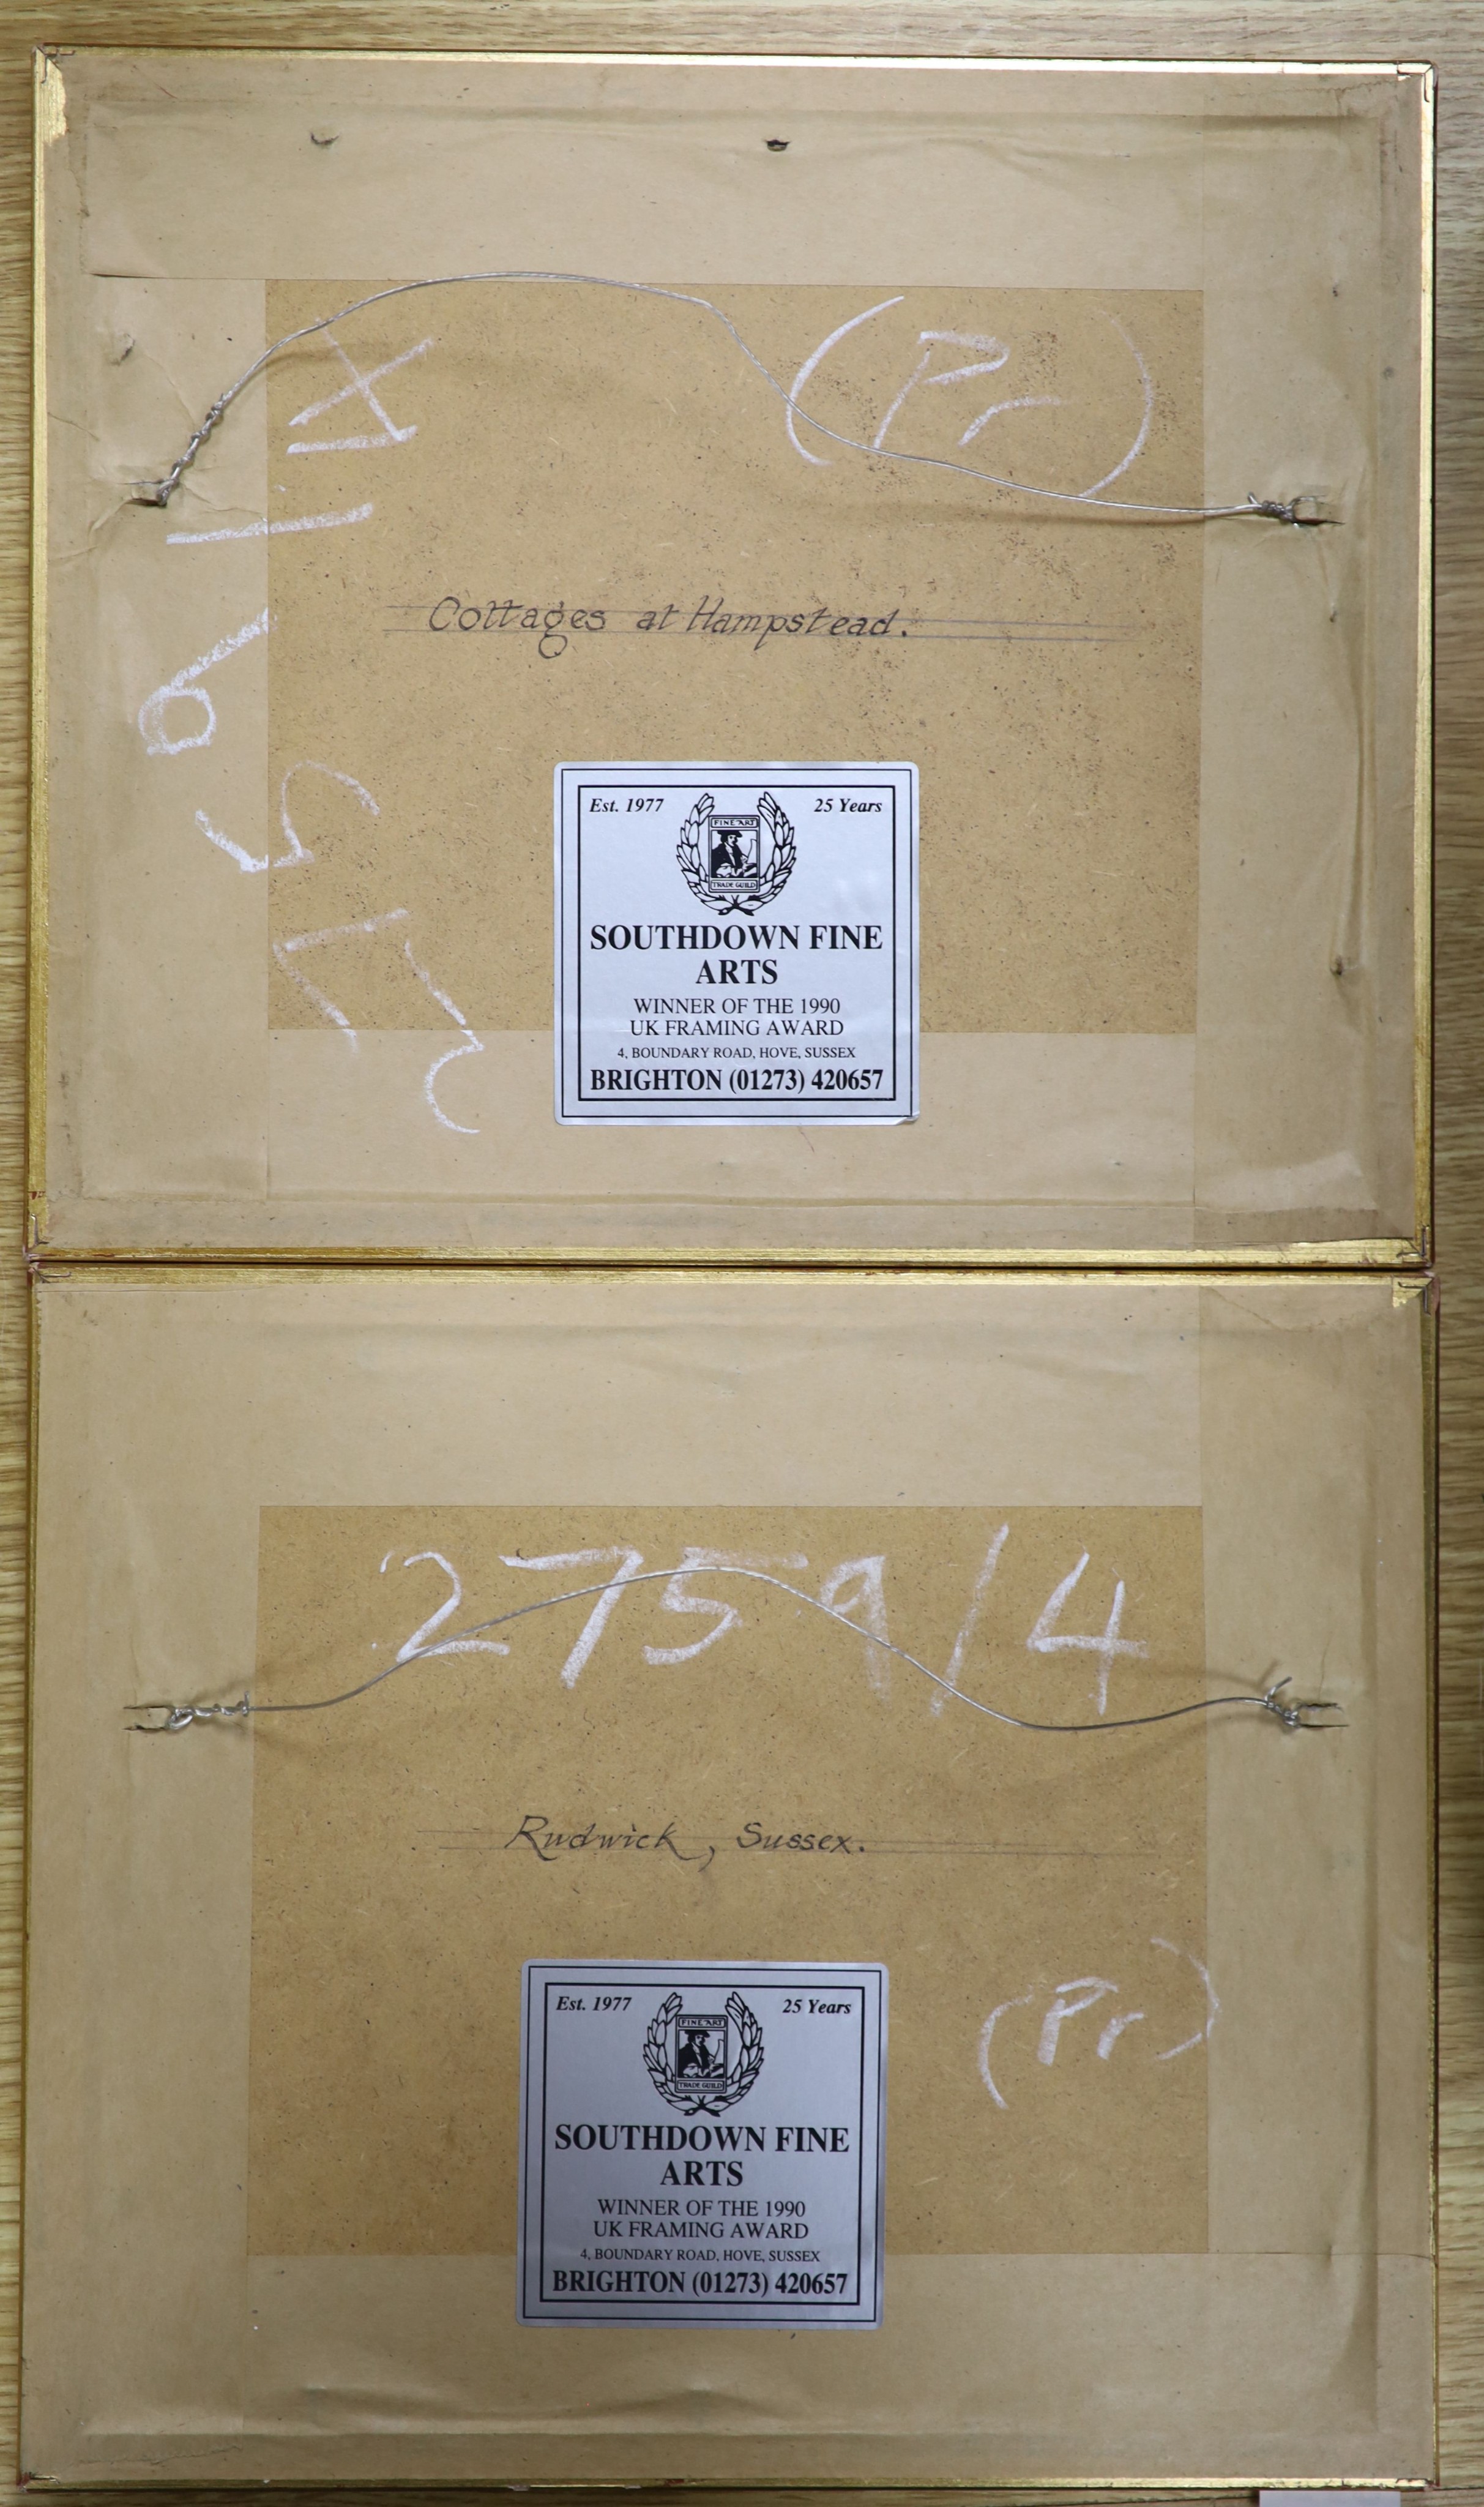 (Pr)
2759/4
Cottages at Hampstead.
Est. 1977 25 Years
FINE ART
TRADE GUILD
SOUTHDOWN FINE
ARTS
WINNER OF THE 1990
UK FRAMING AWARD
4, BOUNDARY ROAD, HOVE, SUSSEX
BRIGHTON (01273) 420657
2759/4
Rudwick, Sussex.
(Pr)
Est. 1977 25 Years
FINE ART
TRADE GUILD
SOUTHDOWN FINE
ARTS
WINNER OF THE 1990
UK FRAMING AWARD
4, BOUNDARY ROAD, HOVE, SUSSEX
BRIGHTON (01273) 420657